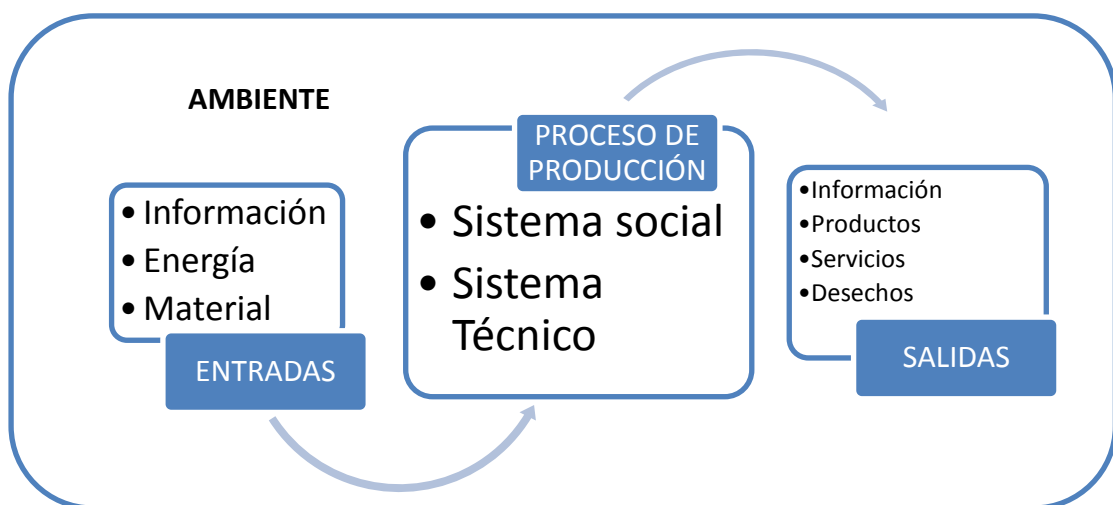 AMBIENTE
• Información
• Energía
• Material
ENTRADAS
PROCESO DE
PRODUCCIÓN
• Sistema social
• Sistema
Técnico
•Información
•Productos
•Servicios
•Desechos
SALIDAS